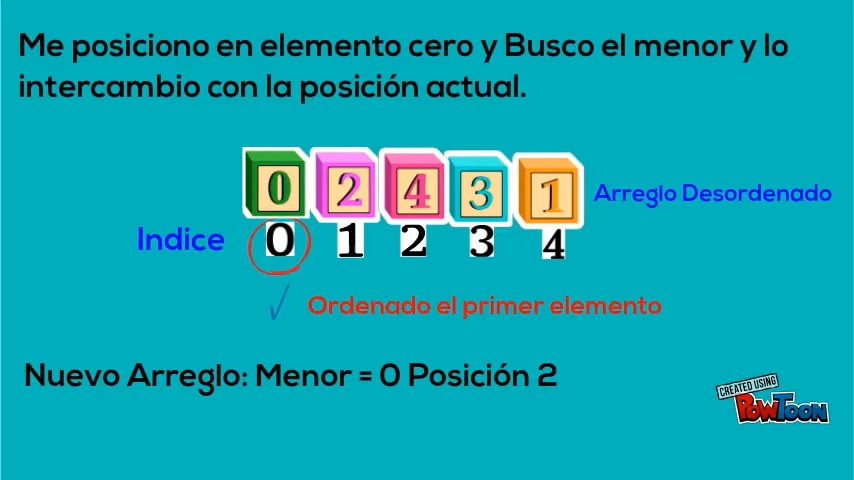 Me posiciono en elemento cero y Busco el menor y lo
intercambio con la posición actual.
0 2 4 3 1
Arreglo Desordenado
Indice 0 1 2 3 4
Ordenado el primer elemento
Nuevo Arreglo: Menor = 0 Posición 2
CREATED USING
POWTOON